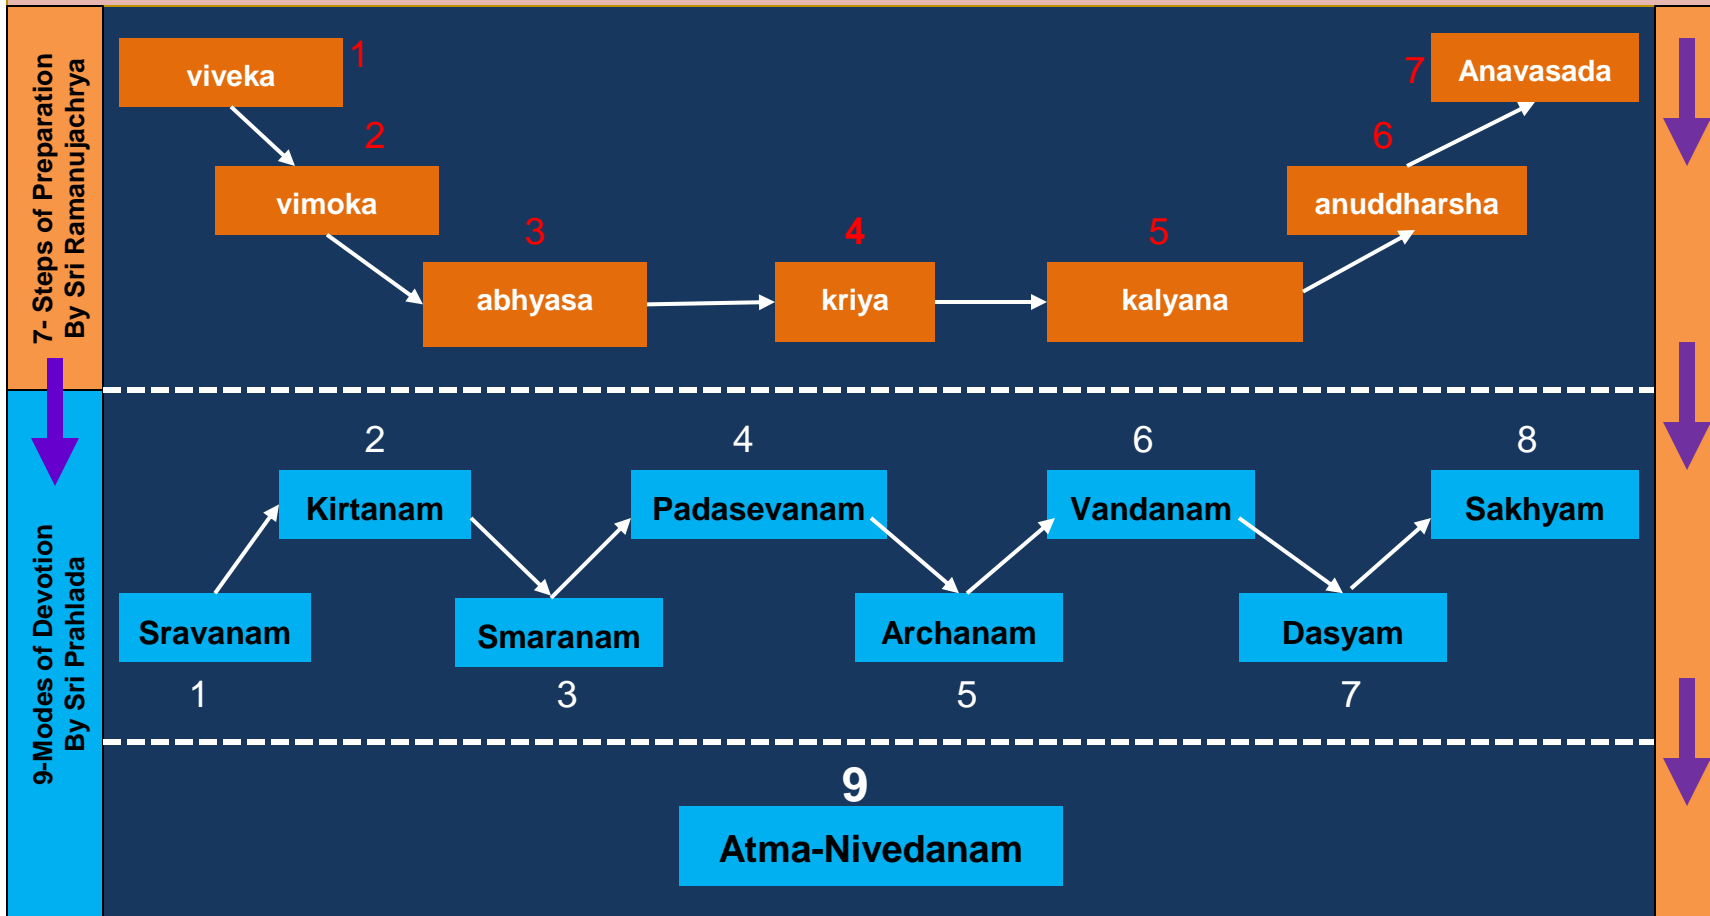 7- Steps of Preparation
By Sri Ramanujachrya
viveka
1
2
vimoka
3
abhyasa
4
kriya
5
kalyana
6
anuddharsha
7
Anavasada
9-Modes of Devotion
By Sri Prahlada
2
4
6
8
Kirtanam
Padasevanam
Vandanam
Sakhyam
Sravanam
Smaranam
Archanam
Dasyam
1
3
5
7
9
Atma-Nivedanam